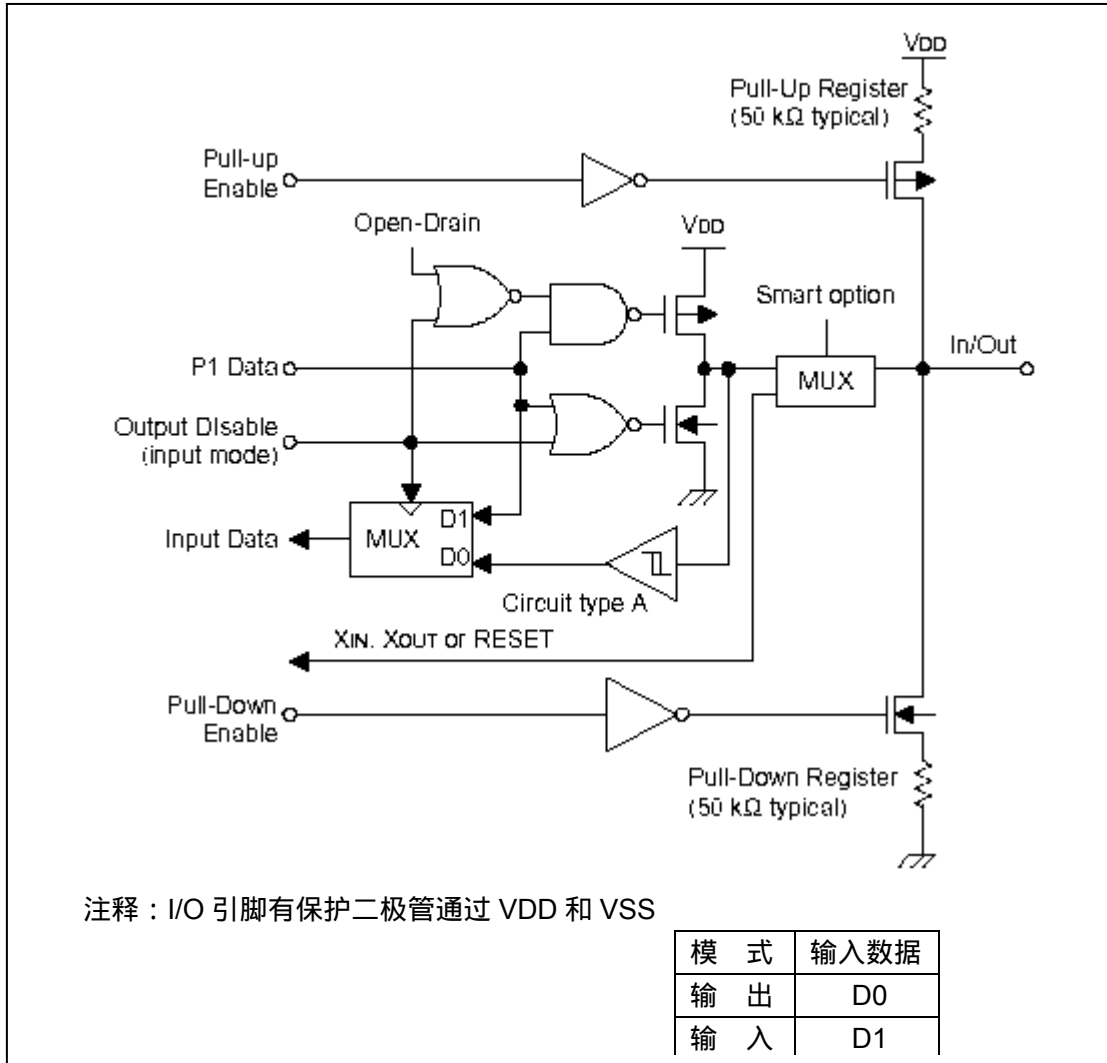 VDD
Pull-Up Register
(50 kΩ typical)
Pull-up
Enable
Open-Drain
VDD
Smart option
In/Out
P1 Data
MUX
Output Disable
(input mode)
D1
Input Data
MUX
D0
Circuit type A
XIN. XOUT or RESET
Pull-Down
Enable
Pull-Down Register
(50 kΩ typical)
注释：I/O 引脚有保护二极管通过 VDD 和 VSS
模 式 输入数据
输 出 D0
输 入 D1